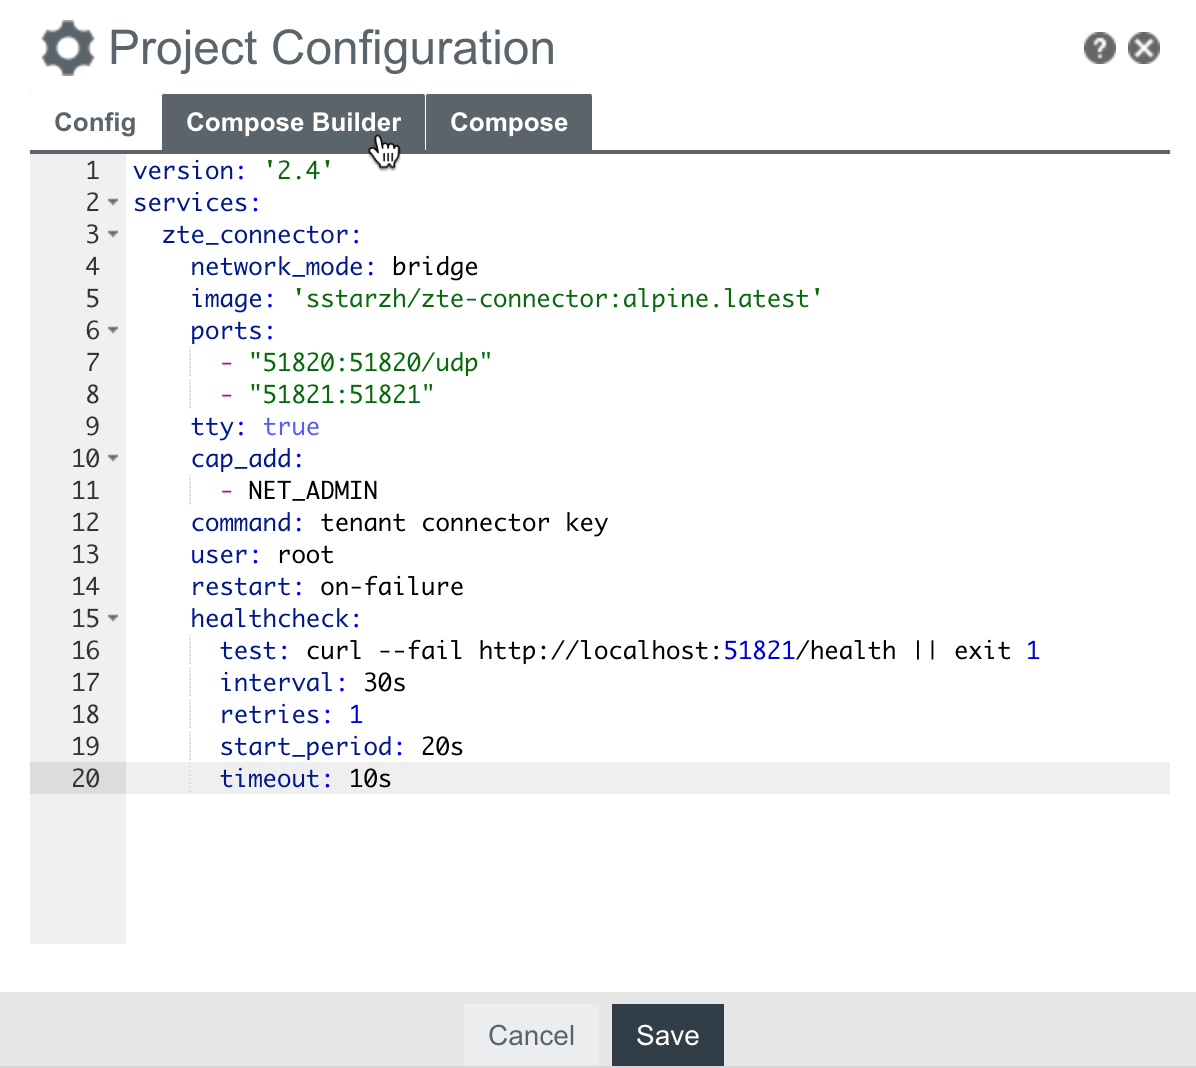 Project Configuration
Config Compose Builder Compose
1 version: '2.4'
2 services:
3   zte_connector:
4     network_mode: bridge
5     image: 'sstarzh/zte-connector:alpine.latest'
6     ports:
7       - "51820:51820/udp"
8       - "51821:51821"
9     tty: true
10     cap_add:
11       - NET_ADMIN
12     command: tenant connector key
13     user: root
14     restart: on-failure
15     healthcheck:
16       test: curl --fail http://localhost:51821/health || exit 1
17       interval: 30s
18       retries: 1
19       start_period: 20s
20       timeout: 10s
Cancel Save